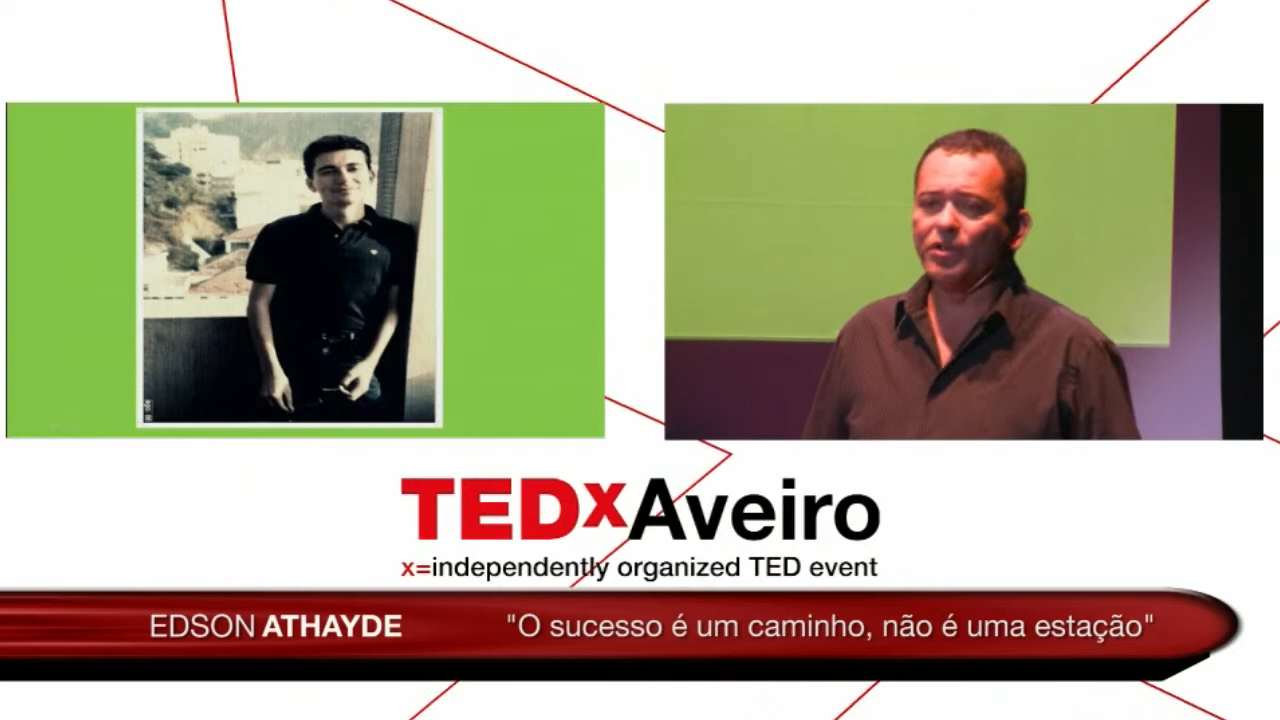 TEDxAveiro
x=independently organized TED event
EDSON ATHAYDE
"O sucesso é um caminho, não é uma estação"